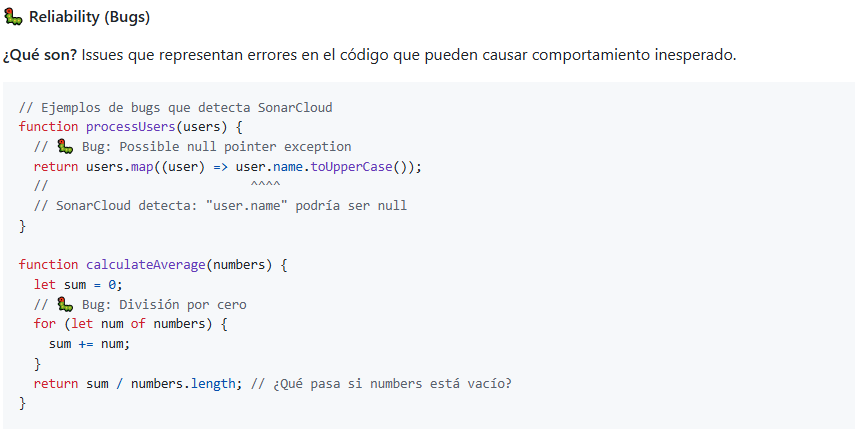 🐛 Reliability (Bugs)
¿Qué son? Issues que representan errores en el código que pueden causar comportamiento inesperado.
// Ejemplos de bugs que detecta SonarCloud
function processUsers(users) {
  // 🐛 Bug: Possible null pointer exception
  return users.map((user) => user.name.toUpperCase());
  //                           ^^^^
  // SonarCloud detecta: "user.name" podría ser null
}
function calculateAverage(numbers) {
  let sum = 0;
  // 🐛 Bug: División por cero
  for (let num of numbers) {
    sum += num;
  }
  return sum / numbers.length; // ¿Qué pasa si numbers está vacío?
}